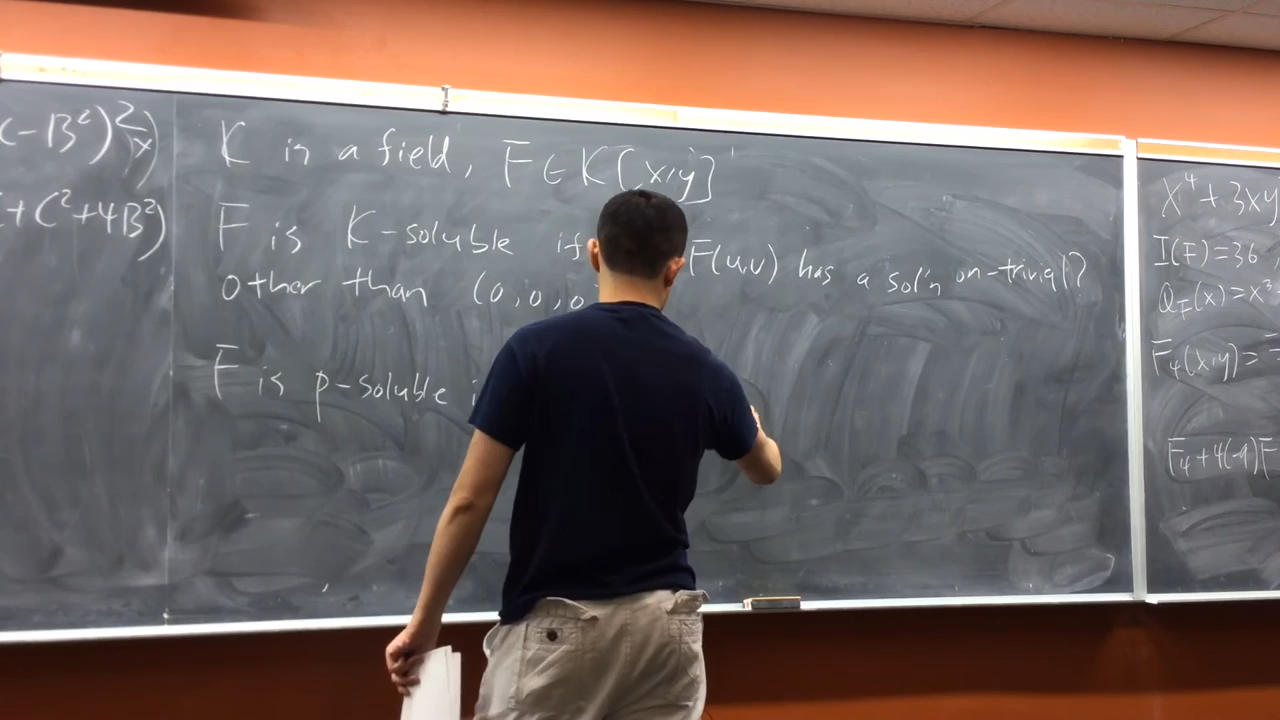 (-B²)2/x)
+C²+4B²)
K is a field, F∈K[x,y]
F is K-soluble if F(u,v) has a sol'n on-trivial?
other than (0,0,0
F is p-soluble i
X⁴+3xy
I(F)=36,
Q_F(x)=x³
F₄(x,y)=
F₄+4(-9)F